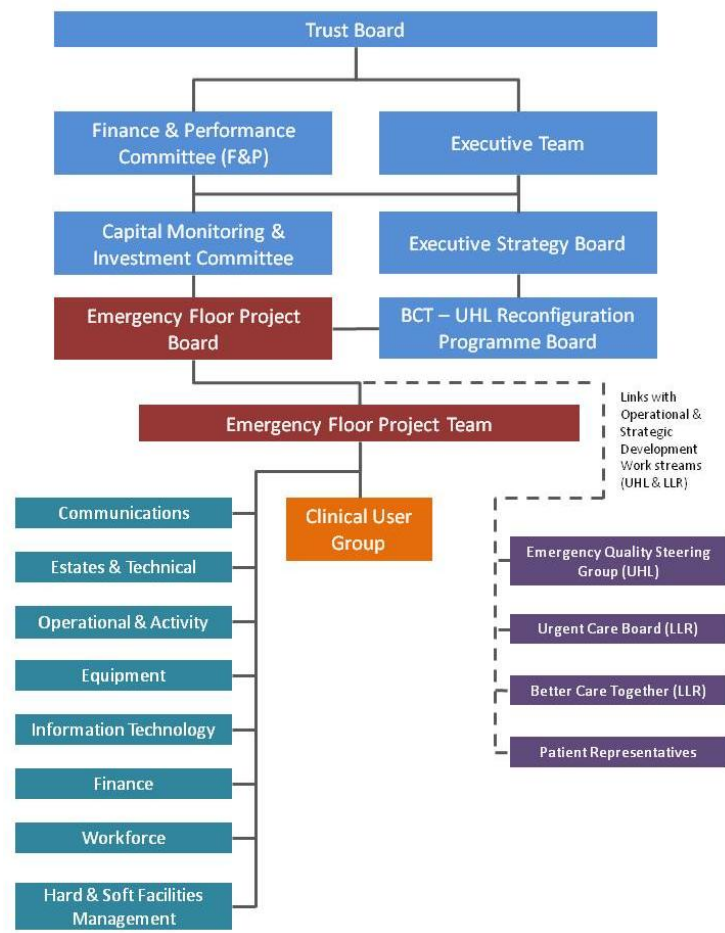 Trust Board
Finance & Performance
Committee (F&P)
Executive Team
Capital Monitoring &
Investment Committee
Executive Strategy Board
Emergency Floor Project
Board
BCT – UHL Reconfiguration
Programme Board
Links with
Operational &
Strategic
Development
Work streams
(UHL & LLR)
Emergency Floor Project Team
Clinical User
Group
Communications
Estates & Technical
Operational & Activity
Equipment
Information Technology
Finance
Workforce
Hard & Soft Facilities
Management
Emergency Quality Steering
Group (UHL)
Urgent Care Board (LLR)
Better Care Together (LLR)
Patient Representatives